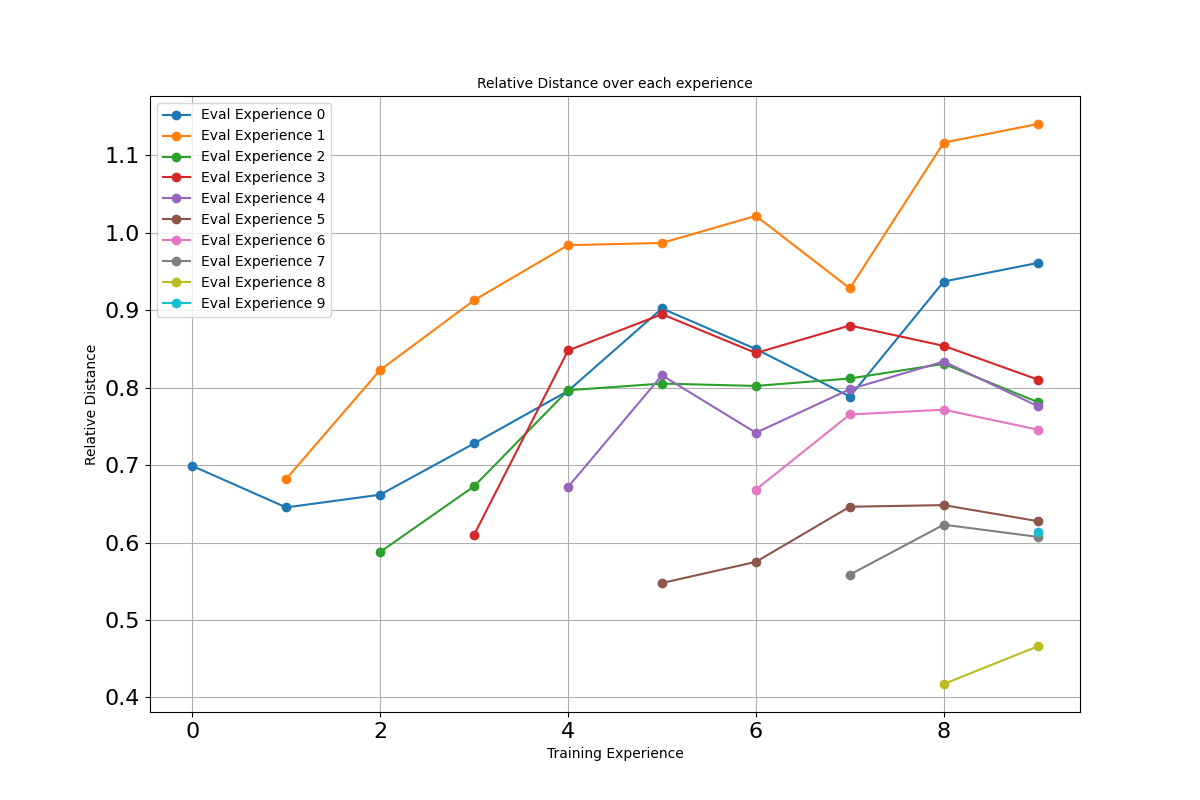 Relative Distance over each experience
Eval Experience 0
Eval Experience 1
Eval Experience 2
Eval Experience 3
Eval Experience 4
Eval Experience 5
Eval Experience 6
Eval Experience 7
Eval Experience 8
Eval Experience 9
1.1
1.0
0.9
0.8
0.7
0.6
0.5
0.4
Relative Distance
0 2 4 6 8
Training Experience